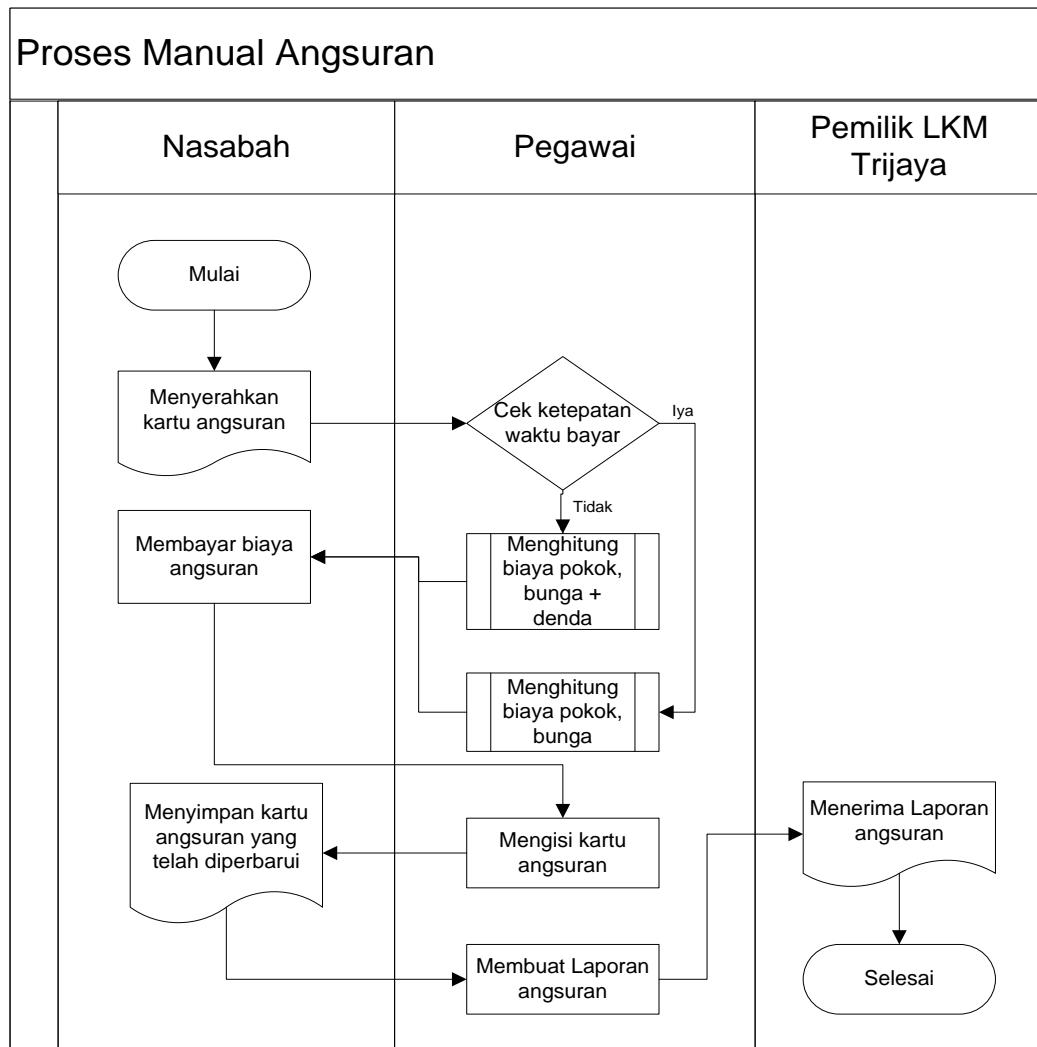 Proses Manual Angsuran
Nasabah
Pegawai
Pemilik LKM
Trijaya
Mulai
Menyerahkan
kartu angsuran
Cek ketepatan
waktu bayar
Iya
Tidak
Membayar biaya
angsuran
Menghitung
biaya pokok,
bunga +
denda
Menghitung
biaya pokok,
bunga
Menyimpan kartu
angsuran yang
telah diperbarui
Mengisi kartu
angsuran
Menerima Laporan
angsuran
Membuat Laporan
angsuran
Selesai